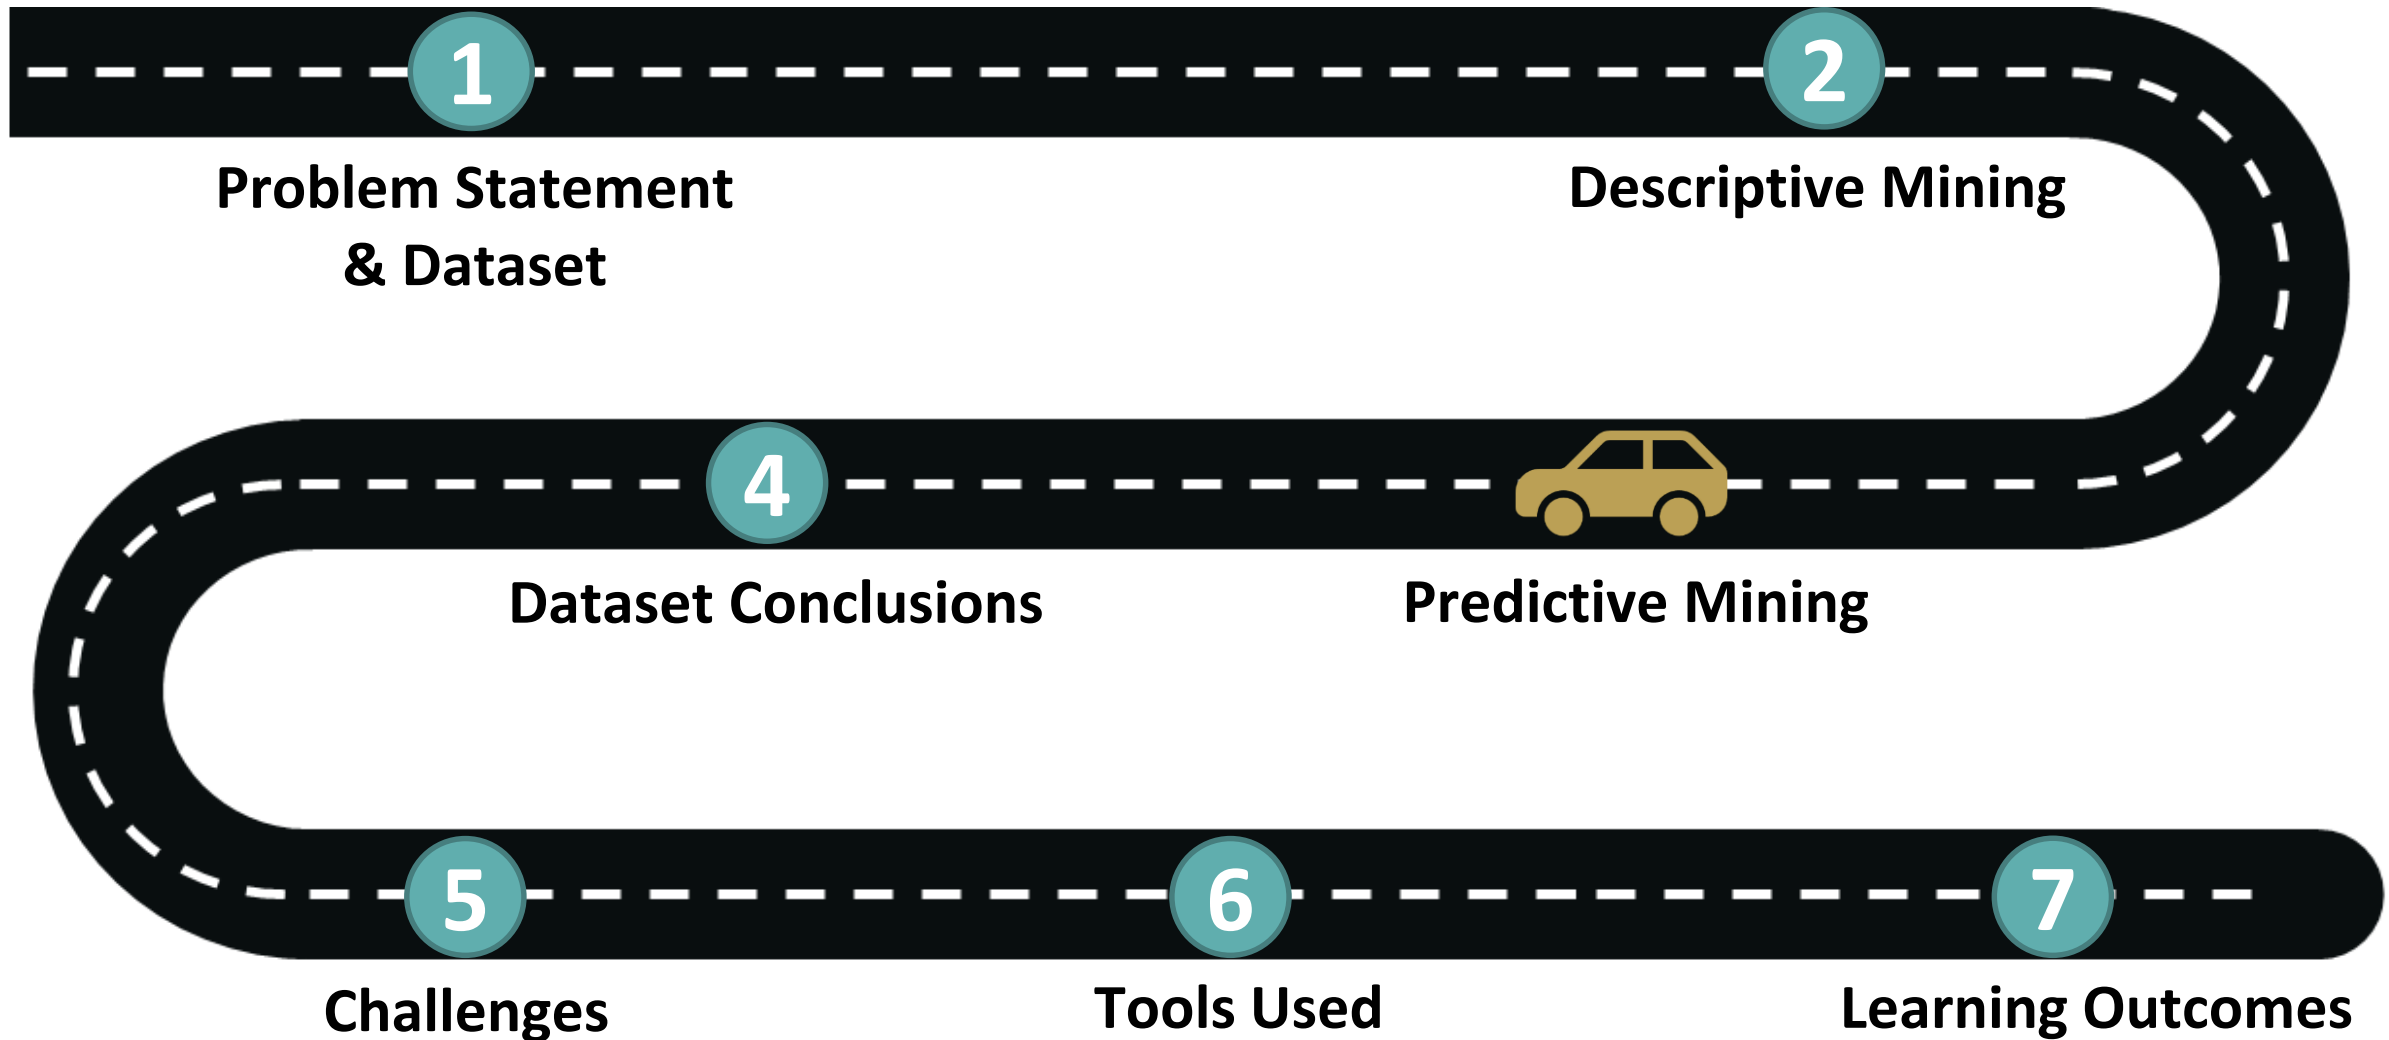 1
2
Problem Statement
& Dataset
Descriptive Mining
4
Dataset Conclusions
Predictive Mining
5
6
7
Challenges
Tools Used
Learning Outcomes